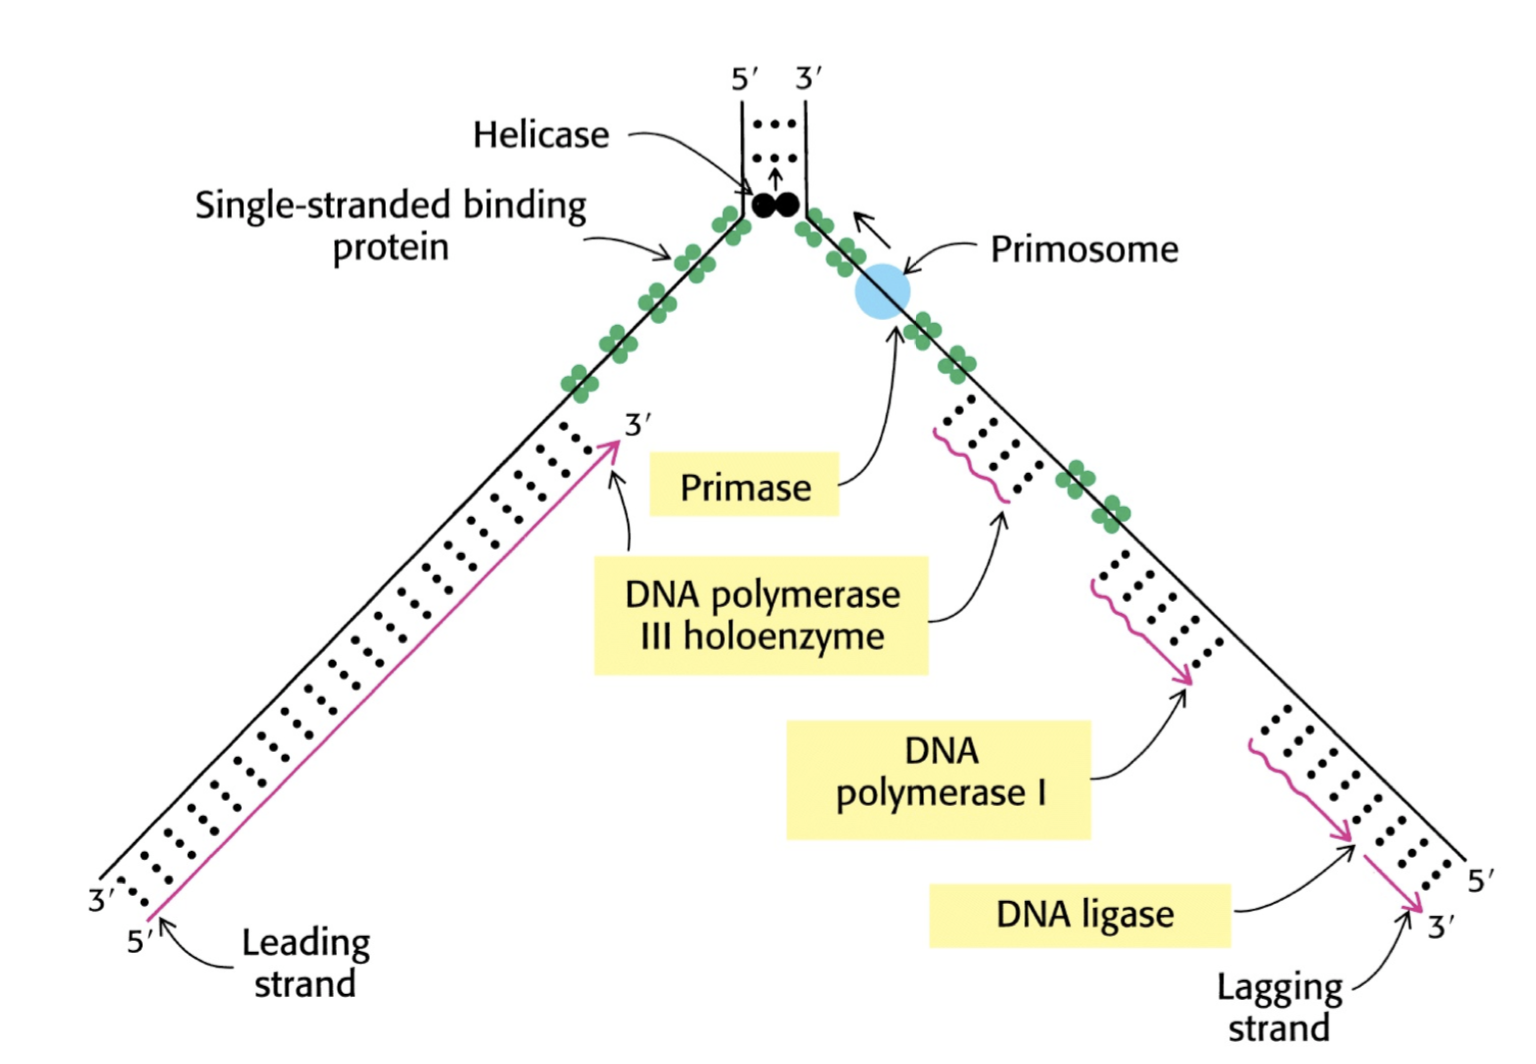 5′ 3′
Helicase
Single-stranded binding
protein
Primosome
3′
Primase
DNA polymerase
III holoenzyme
DNA
polymerase I
3′
5′
DNA ligase
5′
3′
Leading
strand
Lagging
strand